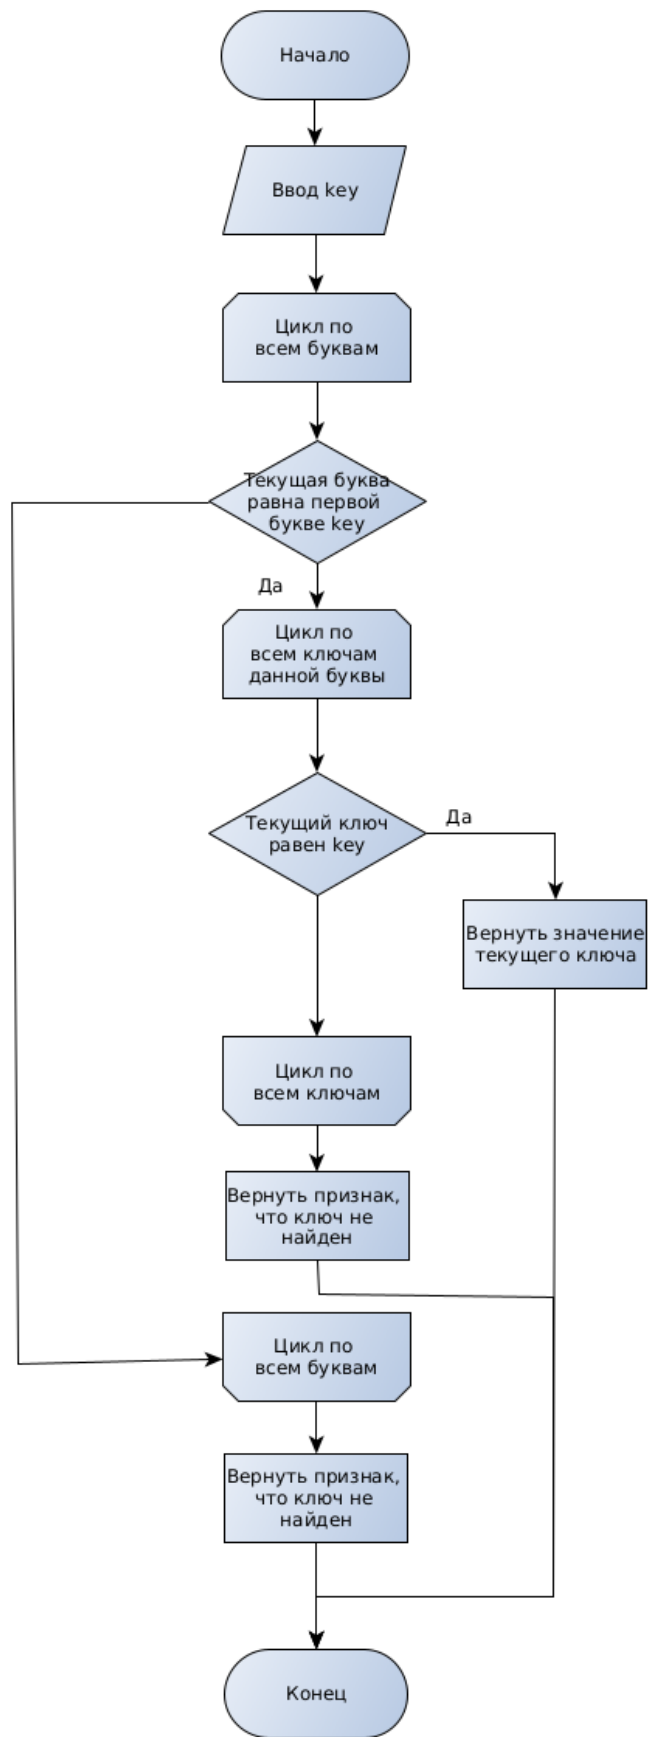 Начало
Ввод key
Цикл по
всем буквам
Текущая буква
равна первой
букве key
Да
Цикл по
всем ключам
данной буквы
Текущий ключ
равен key
Да
Вернуть значение
текущего ключа
Цикл по
всем ключам
Вернуть признак,
что ключ не
найден
Цикл по
всем буквам
Вернуть признак,
что ключ не
найден
Конец